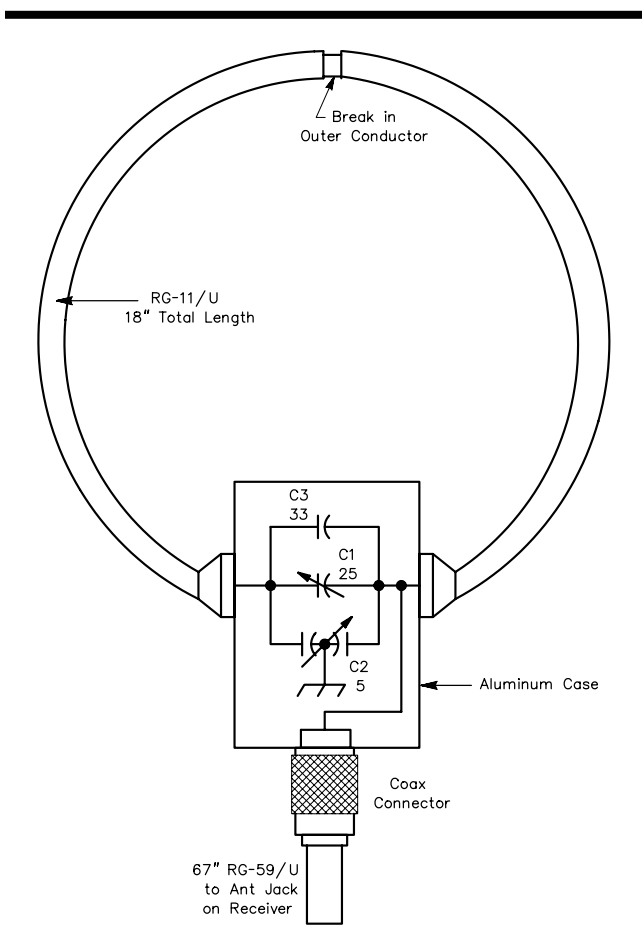 Break in
Outer Conductor
RG-11/U
18" Total Length
C3
33
C1
25
C2
5
Aluminum Case
Coax
Connector
67" RG-59/U
to Ant Jack
on Receiver